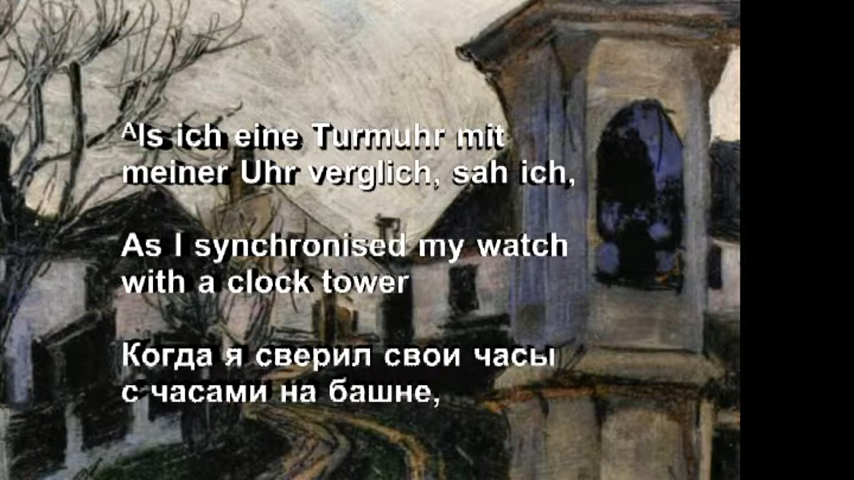 Als ich eine Turmuhr mit
meiner Uhr verglich, sah ich,
As I synchronised my watch
with a clock tower
Когда я сверил свои часы
с часами на башне,